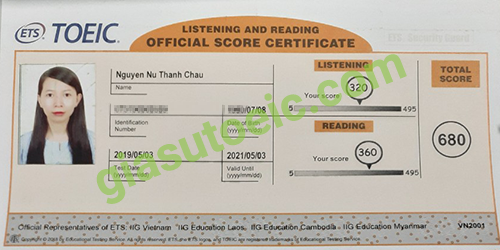 ETS TOEIC
LISTENING AND READING
OFFICIAL SCORE CERTIFICATE
Nguyen Nu Thanh Chau
Name
/07/08
Identification Number
Date of birth (yyyy/mm/dd)
2019/05/03
Test Date (yyyy/mm/dd)
2021/05/03
Valid Until (yyyy/mm/dd)
LISTENING
Your score
320
5 495
READING
Your score
360
5 495
TOTAL SCORE
680
giasutoeic.com
Official Representatives of ETS: IIG Vietnam - IIG Education Laos, IIG Education Cambodia - IIG Education Myanmar
VN2001